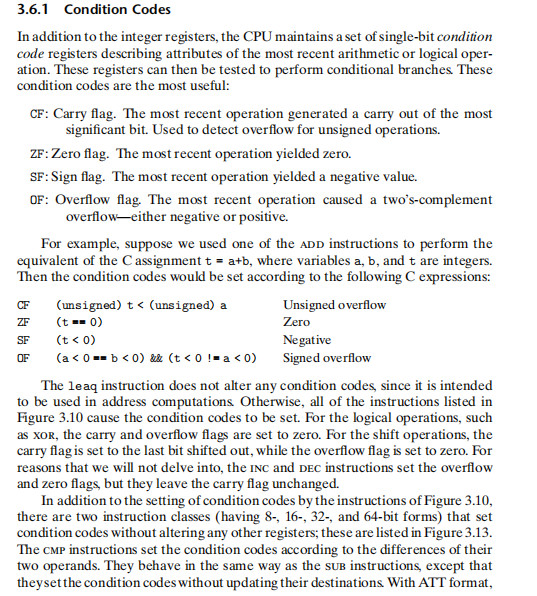 3.6.1 Condition Codes
In addition to the integer registers, the CPU maintains a set of single-bit condition
code registers describing attributes of the most recent arithmetic or logical oper-
ation. These registers can then be tested to perform conditional branches. These
condition codes are the most useful:
CF: Carry flag. The most recent operation generated a carry out of the most
significant bit. Used to detect overflow for unsigned operations.
ZF: Zero flag. The most recent operation yielded zero.
SF: Sign flag. The most recent operation yielded a negative value.
OF: Overflow flag. The most recent operation caused a two's-complement
overflow—either negative or positive.
For example, suppose we used one of the ADD instructions to perform the
equivalent of the C assignment t = a+b, where variables a, b, and t are integers.
Then the condition codes would be set according to the following C expressions:
CF (unsigned) t < (unsigned) a Unsigned overflow
ZF (t == 0) Zero
SF (t < 0) Negative
OF (a < 0 == b < 0) && (t < 0 != a < 0) Signed overflow
The leaq instruction does not alter any condition codes, since it is intended
to be used in address computations. Otherwise, all of the instructions listed in
Figure 3.10 cause the condition codes to be set. For the logical operations, such
as XOR, the carry and overflow flags are set to zero. For the shift operations, the
carry flag is set to the last bit shifted out, while the overflow flag is set to zero. For
reasons that we will not delve into, the INC and DEC instructions set the overflow
and zero flags, but they leave the carry flag unchanged.
In addition to the setting of condition codes by the instructions of Figure 3.10,
there are two instruction classes (having 8-, 16-, 32-, and 64-bit forms) that set
condition codes without altering any other registers; these are listed in Figure 3.13.
The CMP instructions set the condition codes according to the differences of their
two operands. They behave in the same way as the SUB instructions, except that
they set the condition codes without updating their destinations. With ATT format,